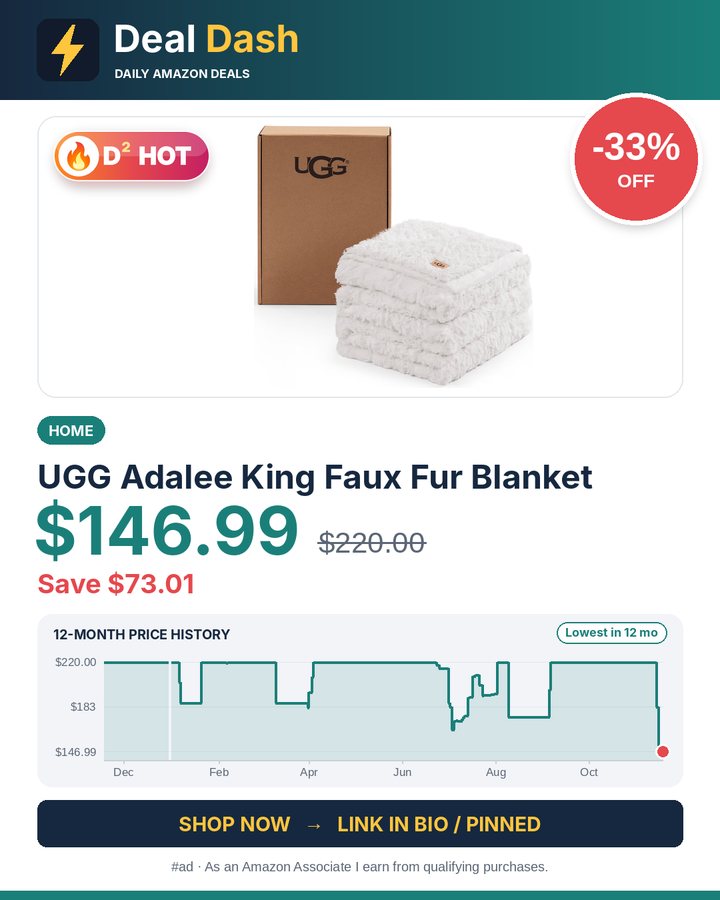 Deal Dash
DAILY AMAZON DEALS
D² HOT
UGG®
-33%
OFF
UGG
HOME
UGG Adalee King Faux Fur Blanket
$146.99 $220.00
Save $73.01
12-MONTH PRICE HISTORY
Lowest in 12 mo
$220.00
$183
$146.99
Dec Feb Apr Jun Aug Oct
SHOP NOW → LINK IN BIO / PINNED
#ad · As an Amazon Associate I earn from qualifying purchases.